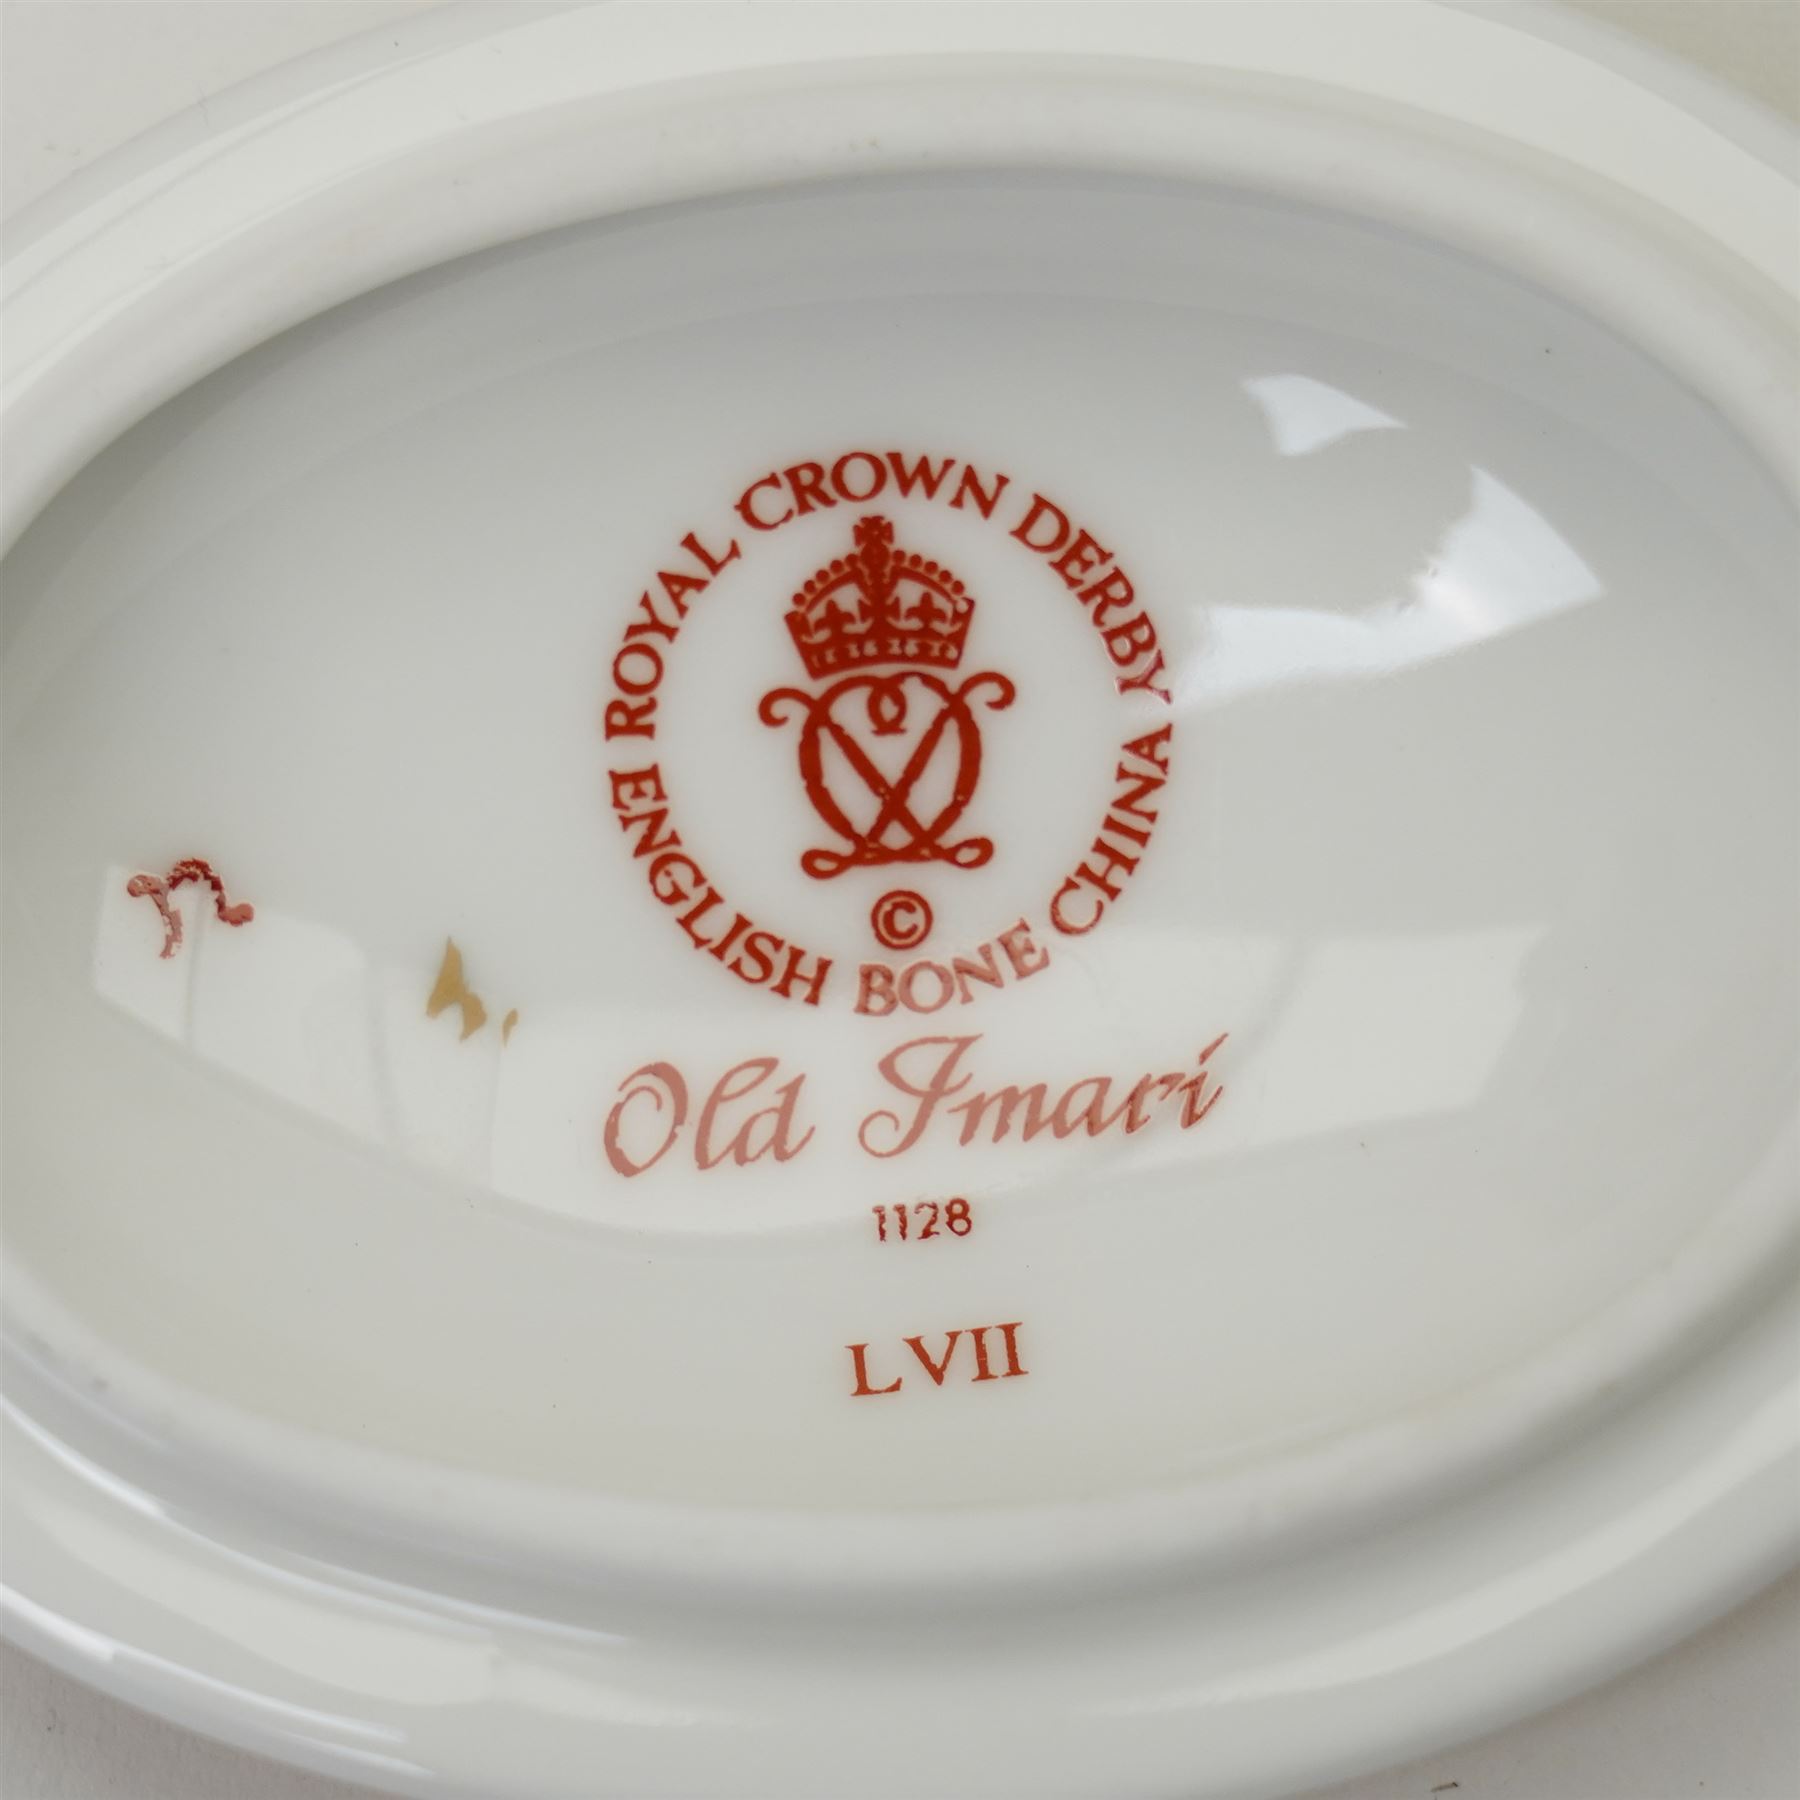 ROYAL CROWN DERBY
ENGLISH BONE CHINA
©
Old Imari
1128
LVII